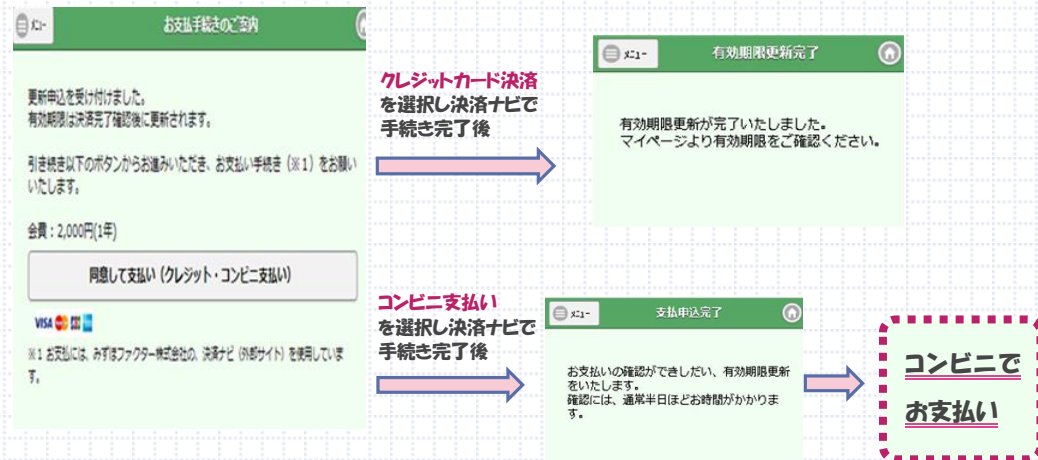 メニュー
お支払手続きのご案内
更新申込を受け付けました。
有効期限は決済完了確認後に更新されます。
引き続き以下のボタンからお進みいただき、お支払い手続き（※1）をお願い
いたします。
会費：2,000円(1年)
同意して支払い（クレジット・コンビニ支払い）
VISA
※1 お支払には、みずほファクター株式会社の、決済ナビ（外部サイト）を使用していま
す。
クレジットカード決済
を選択し決済ナビで
手続き完了後
メニュー
有効期限更新完了
有効期限更新が完了いたしました。
マイページより有効期限をご確認ください。
コンビニ支払い
を選択し決済ナビで
手続き完了後
メニュー
支払申込完了
お支払いの確認ができしだい、有効期限更新
をいたします。
確認には、通常半日ほどお時間がかかりま
す。
コンビニで
お支払い